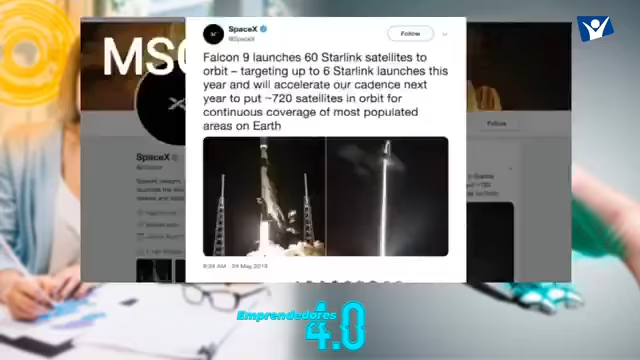 MSC
SpaceX
@SpaceX
Follow
Falcon 9 launches 60 Starlink satellites to
orbit – targeting up to 6 Starlink launches this
year and will accelerate our cadence next
year to put ~720 satellites in orbit for
continuous coverage of most populated
areas on Earth
Follow
SpaceX
9:24 AM - 24 May 2019
Emprendedores
4.0